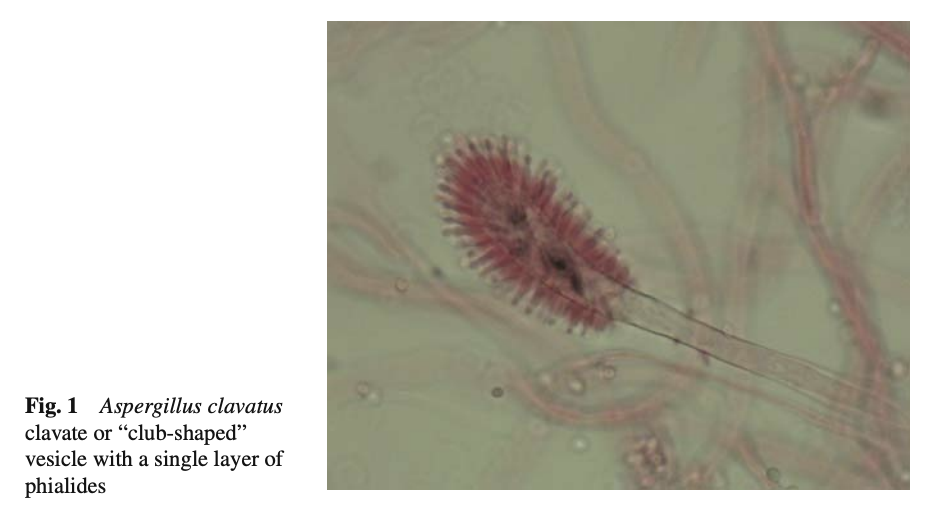 Fig. 1 Aspergillus clavatus
clavate or “club-shaped”
vesicle with a single layer of
phialides